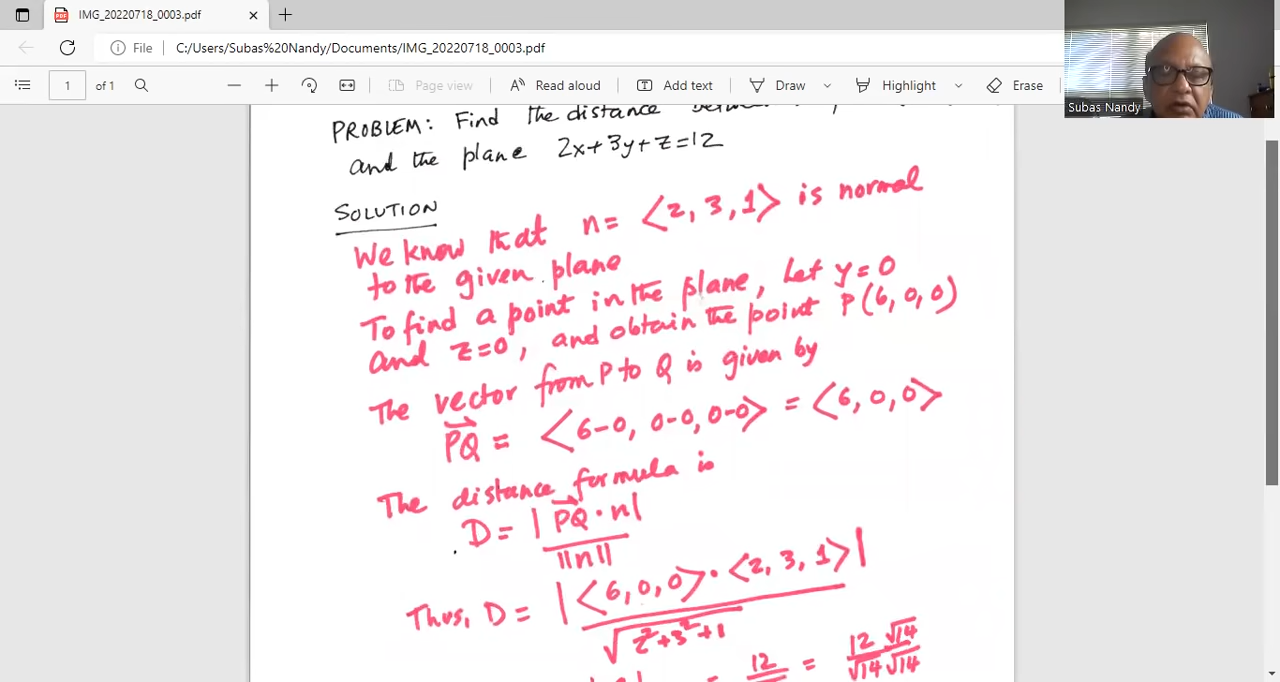 IMG_20220718_0003.pdf
File C:/Users/Subas%20Nandy/Documents/IMG_20220718_0003.pdf
1 of 1 Page view Read aloud Add text Draw Highlight Erase
Subas Nandy
PROBLEM: Find the distance between
and the plane 2x+3y+z=12
SOLUTION
We know that n= <2, 3, 1> is normal
to the given plane
To find a point in the plane, Let y=0
and z=0, and obtain the point P(6,0,0)
The vector from P to Q is given by
PQ = <6-0, 0-0, 0-0> = <6, 0, 0>
The distance formula is
D = |PQ · n|
||n||
Thus, D = |<6, 0, 0> · <2, 3, 1>|
√2²+3²+1
= 12 = 12 √14
√14 √14